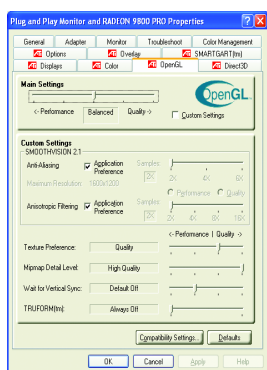 Plug and Play Monitor and RADEON 9800 PRO Properties
General Adapter Monitor Troubleshoot Color Management
Options Overlay SMARTGART(tm)
Displays Color OpenGL Direct3D
Main Settings
OpenGL
<- Performance Balanced Quality -> Custom Settings
Custom Settings
SMOOTHVISION 2.1
Anti-Aliasing Application Preference Samples 2X 2X 4X 6X
Maximum Resolution: 1600x1200 Performance Quality
Anisotropic Filtering Application Preference Samples 2X 2X 4X 8X 16X
<- Performance | Quality ->
Texture Preference: Quality
Mipmap Detail Level: High Quality
Wait for Vertical Sync: Default Off
TRUFORM(tm): Always Off
Compatibility Settings... Defaults
OK Cancel Apply Help